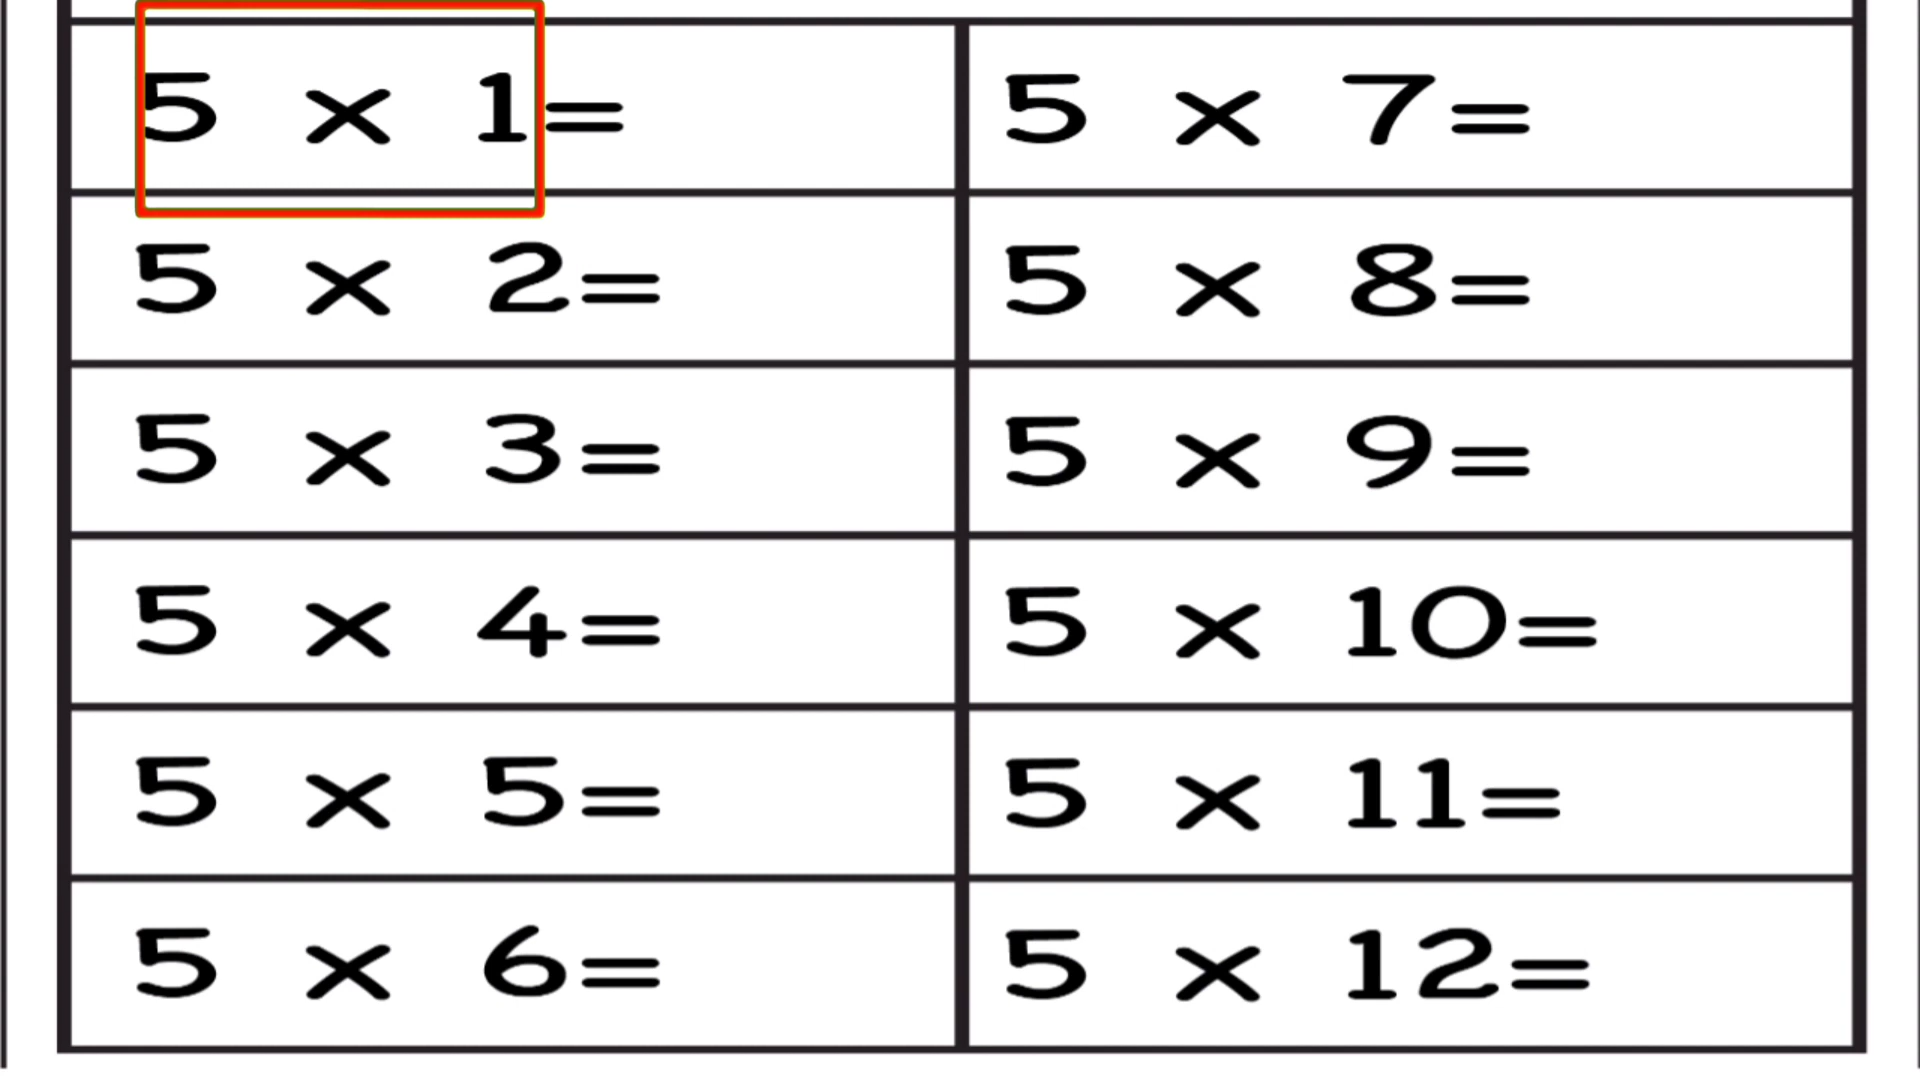 5 × 1=
5 × 2=
5 × 3=
5 × 4=
5 × 5=
5 × 6=
5 × 7=
5 × 8=
5 × 9=
5 × 10=
5 × 11=
5 × 12=